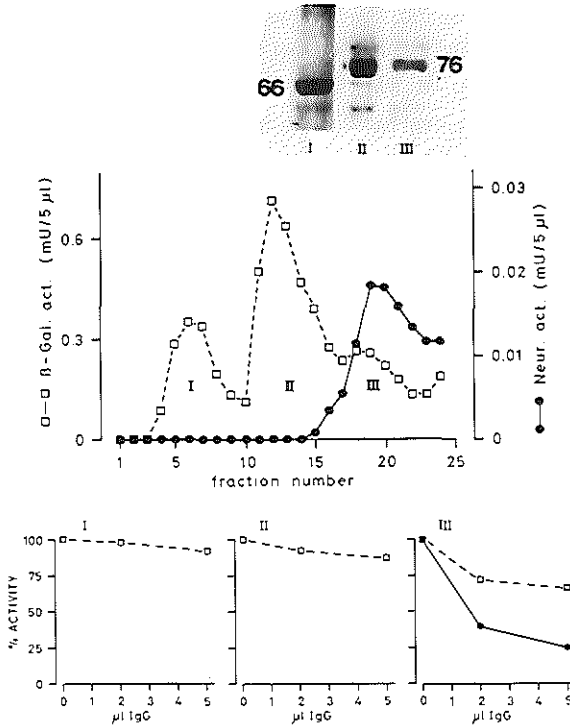 66
76
I II III
□--□ ß-Gal. act. (mU/5 µl)
0.6
0.3
0
I
II
III
0.03
0.02
0.01
0
●—● Neur. act. (mU/5 µl)
1 5 10 15 20 25
fraction number
I
II
III
% ACTIVITY
100
75
50
25
0
0 1 2 3 4 5
µl IgG
0 1 2 3 4 5
µl IgG
0 1 2 3 4 5
µl IgG